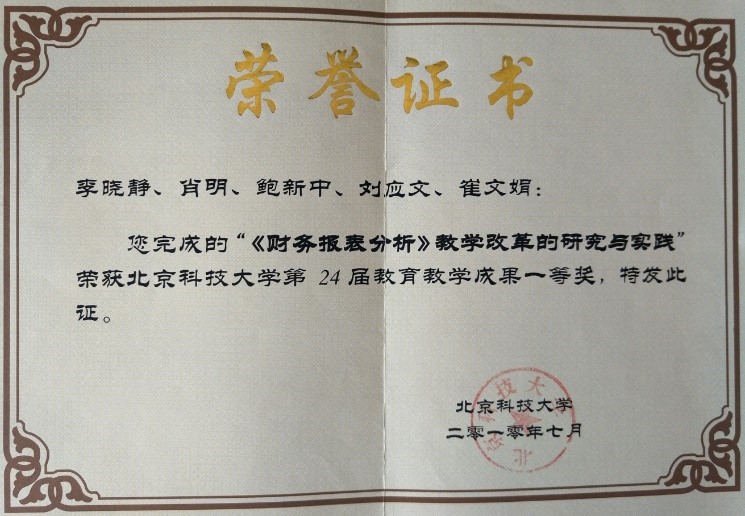 荣誉证书
李晓静、肖明、鲍新中、刘应文、崔文娟：
您完成的“《财务报表分析》教学改革的研究与实践”
荣获北京科技大学第 24 届教育教学成果一等奖，特发此
证。
北京科技大学
二零一零年七月